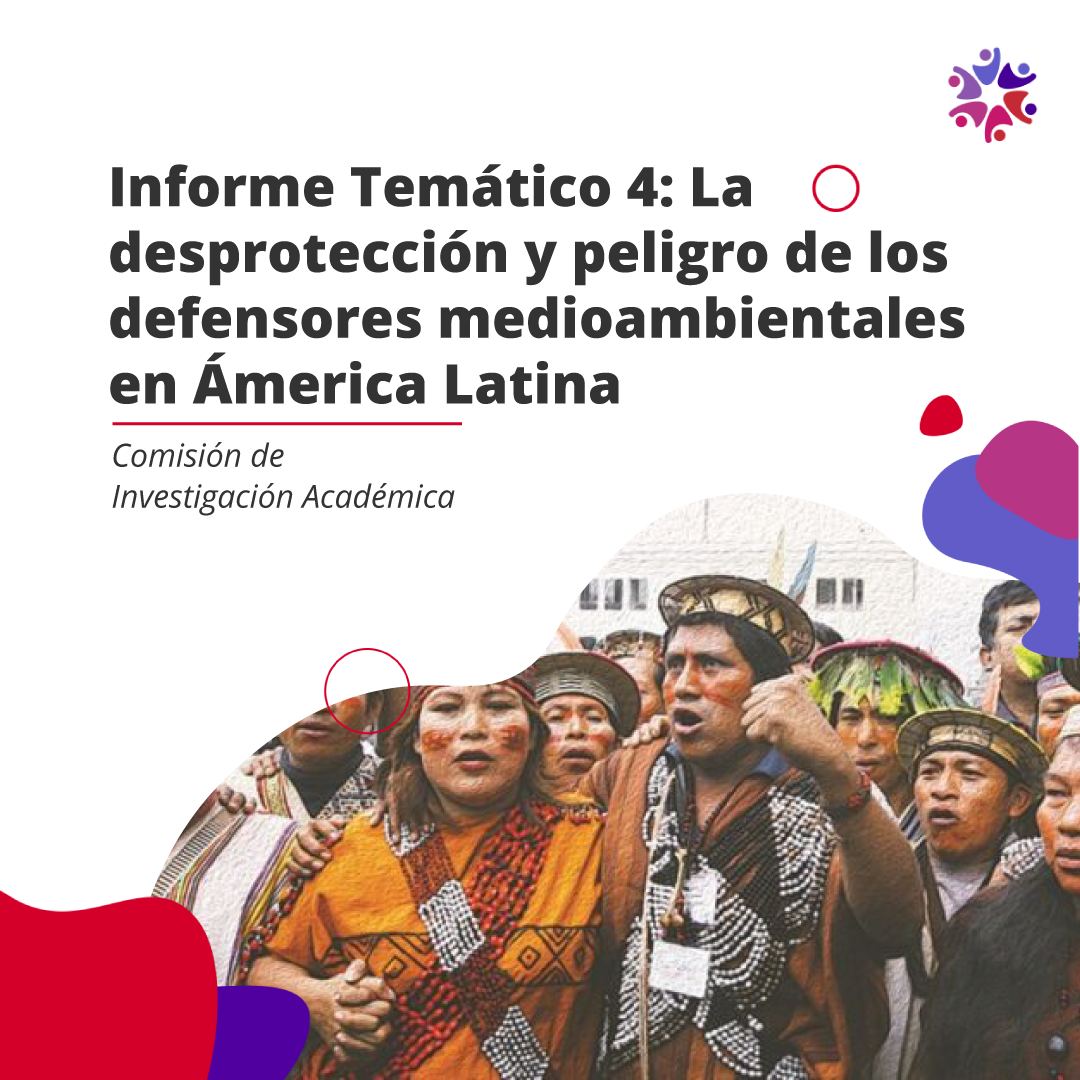 Informe Temático 4: La
desprotección y peligro de los
defensores medioambientales
en Ámerica Latina
Comisión de
Investigación Académica